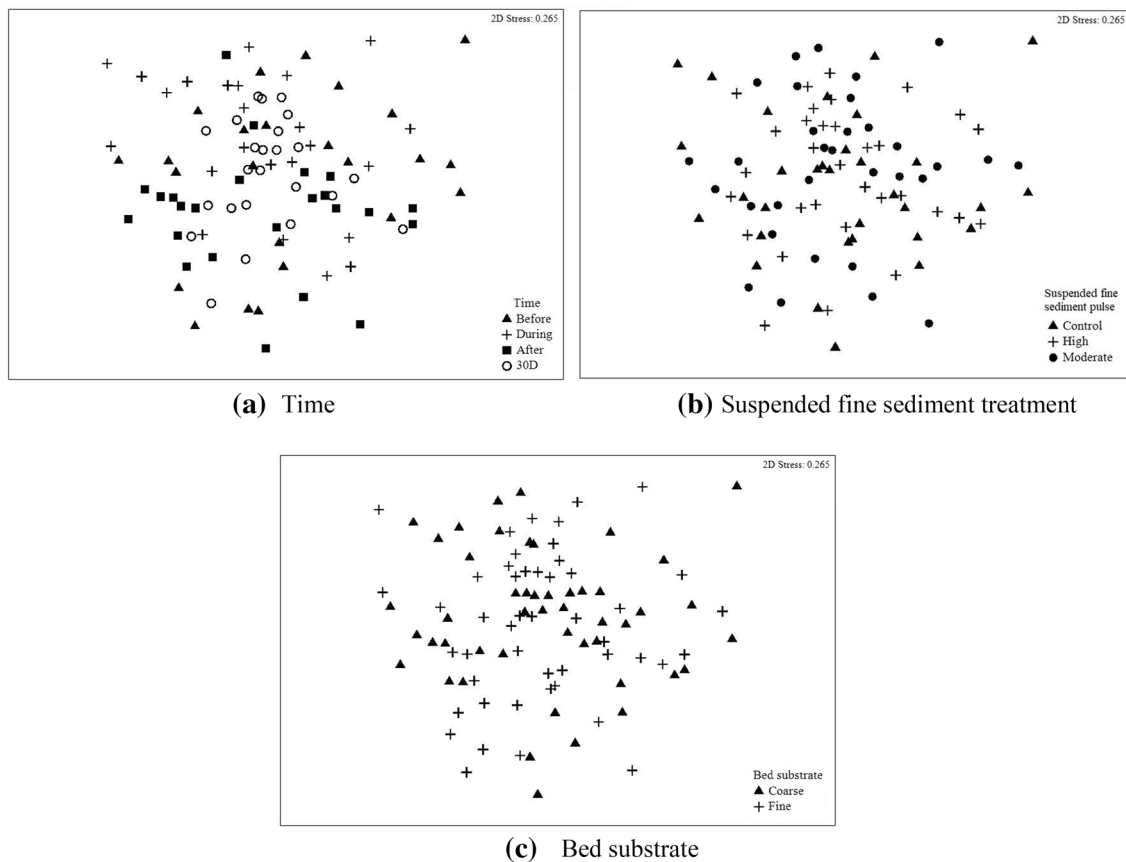 2D Stress: 0.265
Time
Before
During
After
30D
(a) Time
2D Stress: 0.265
Suspended fine
sediment pulse
Control
High
Moderate
(b) Suspended fine sediment treatment
2D Stress: 0.265
Bed substrate
Coarse
Fine
(c) Bed substrate